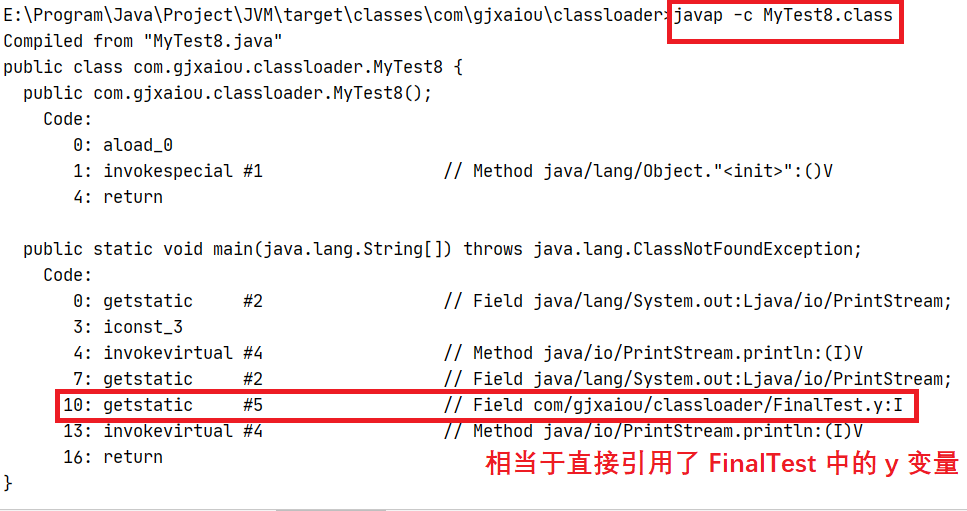 E:\Program\Java\Project\JVM\target\classes\com\gjxaiou\classloader>javap -c MyTest8.class
Compiled from "MyTest8.java"
public class com.gjxaiou.classloader.MyTest8 {
  public com.gjxaiou.classloader.MyTest8();
    Code:
       0: aload_0
       1: invokespecial #1                  // Method java/lang/Object."<init>":()V
       4: return

  public static void main(java.lang.String[]) throws java.lang.ClassNotFoundException;
    Code:
       0: getstatic     #2                  // Field java/lang/System.out:Ljava/io/PrintStream;
       3: iconst_3
       4: invokevirtual #4                  // Method java/io/PrintStream.println:(I)V
       7: getstatic     #2                  // Field java/lang/System.out:Ljava/io/PrintStream;
      10: getstatic     #5                  // Field com/gjxaiou/classloader/FinalTest.y:I
      13: invokevirtual #4                  // Method java/io/PrintStream.println:(I)V
      16: return
相当于直接引用了 FinalTest 中的 y 变量
}